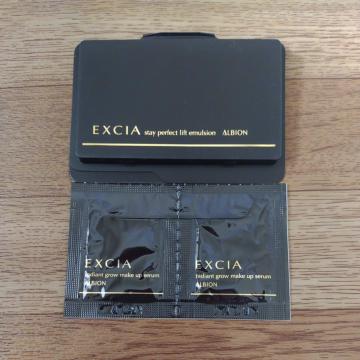 EXCIA stay perfect lift emulsion ALBION
EXCIA
radiant grow make up serum
ALBION
EXCIA
radiant grow make up serum
ALBION